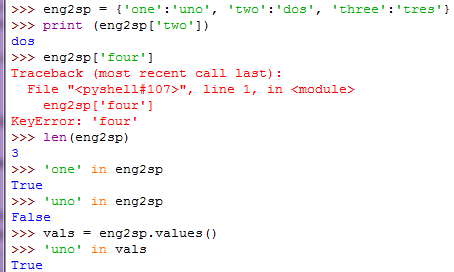 >>> eng2sp = {'one':'uno', 'two':'dos', 'three':'tres'}
>>> print (eng2sp['two'])
dos
>>> eng2sp['four']
Traceback (most recent call last):
  File "<pyshell#107>", line 1, in <module>
    eng2sp['four']
KeyError: 'four'
>>> len(eng2sp)
3
>>> 'one' in eng2sp
True
>>> 'uno' in eng2sp
False
>>> vals = eng2sp.values()
>>> 'uno' in vals
True